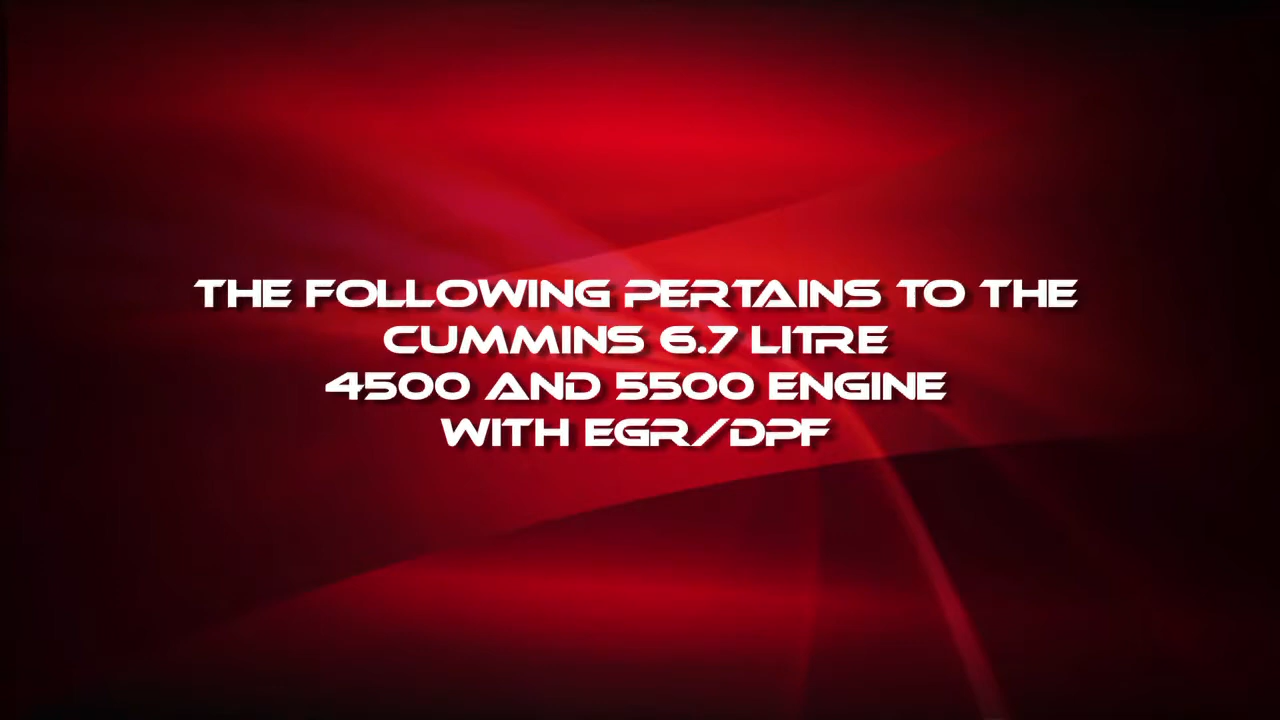 THE FOLLOWING PERTAINS TO THE
CUMMINS 6.7 LITRE
4500 AND 5500 ENGINE
WITH EGR/DPF